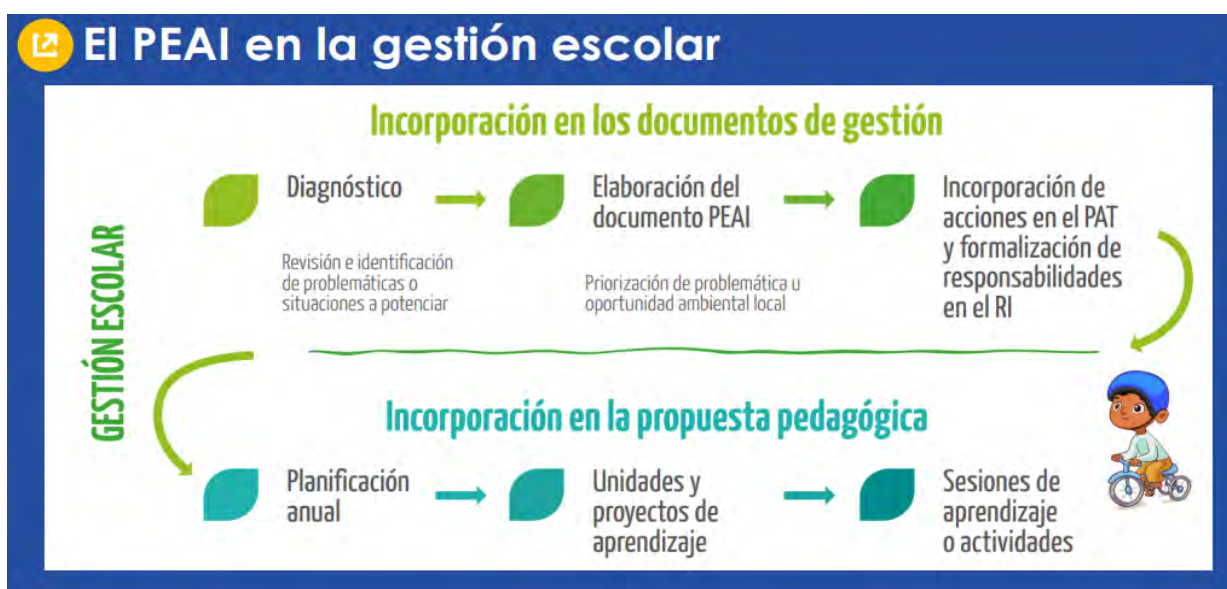 El PEAI en la gestión escolar
Incorporación en los documentos de gestión
GESTIÓN ESCOLAR
Diagnóstico
Revisión e identificación
de problemáticas o
situaciones a potenciar
Elaboración del
documento PEAI
Priorización de problemática u
oportunidad ambiental local
Incorporación de
acciones en el PAT
y formalización de
responsabilidades
en el RI
Incorporación en la propuesta pedagógica
Planificación
anual
Unidades y
proyectos de
aprendizaje
Sesiones de
aprendizaje
o actividades